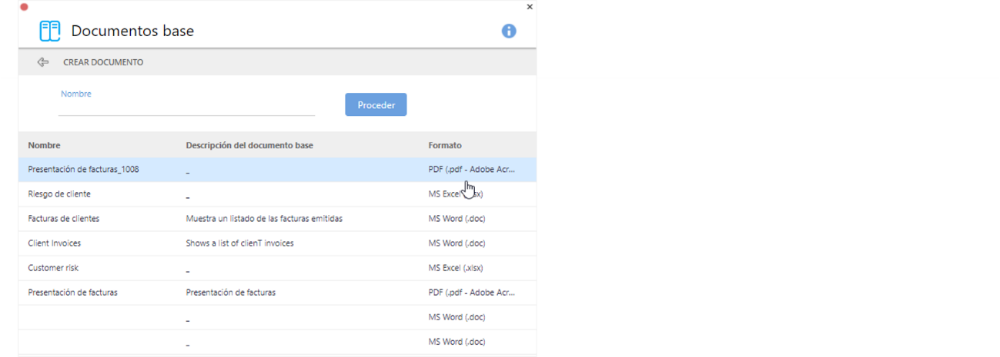 Documentos base
CREAR DOCUMENTO
Nombre
Proceder
Nombre Descripción del documento base Formato
Presentación de facturas_1008 _ PDF (.pdf - Adobe Acr...
Riesgo de cliente _ MS Excel sx)
Facturas de clientes Muestra un listado de las facturas emitidas MS Word (.doc)
Client Invoices Shows a list of clienT invoices MS Word (.doc)
Customer risk _ MS Excel (.xlsx)
Presentación de facturas Presentación de facturas PDF (.pdf - Adobe Acr...
_ MS Word (.doc)
_ MS Word (.doc)